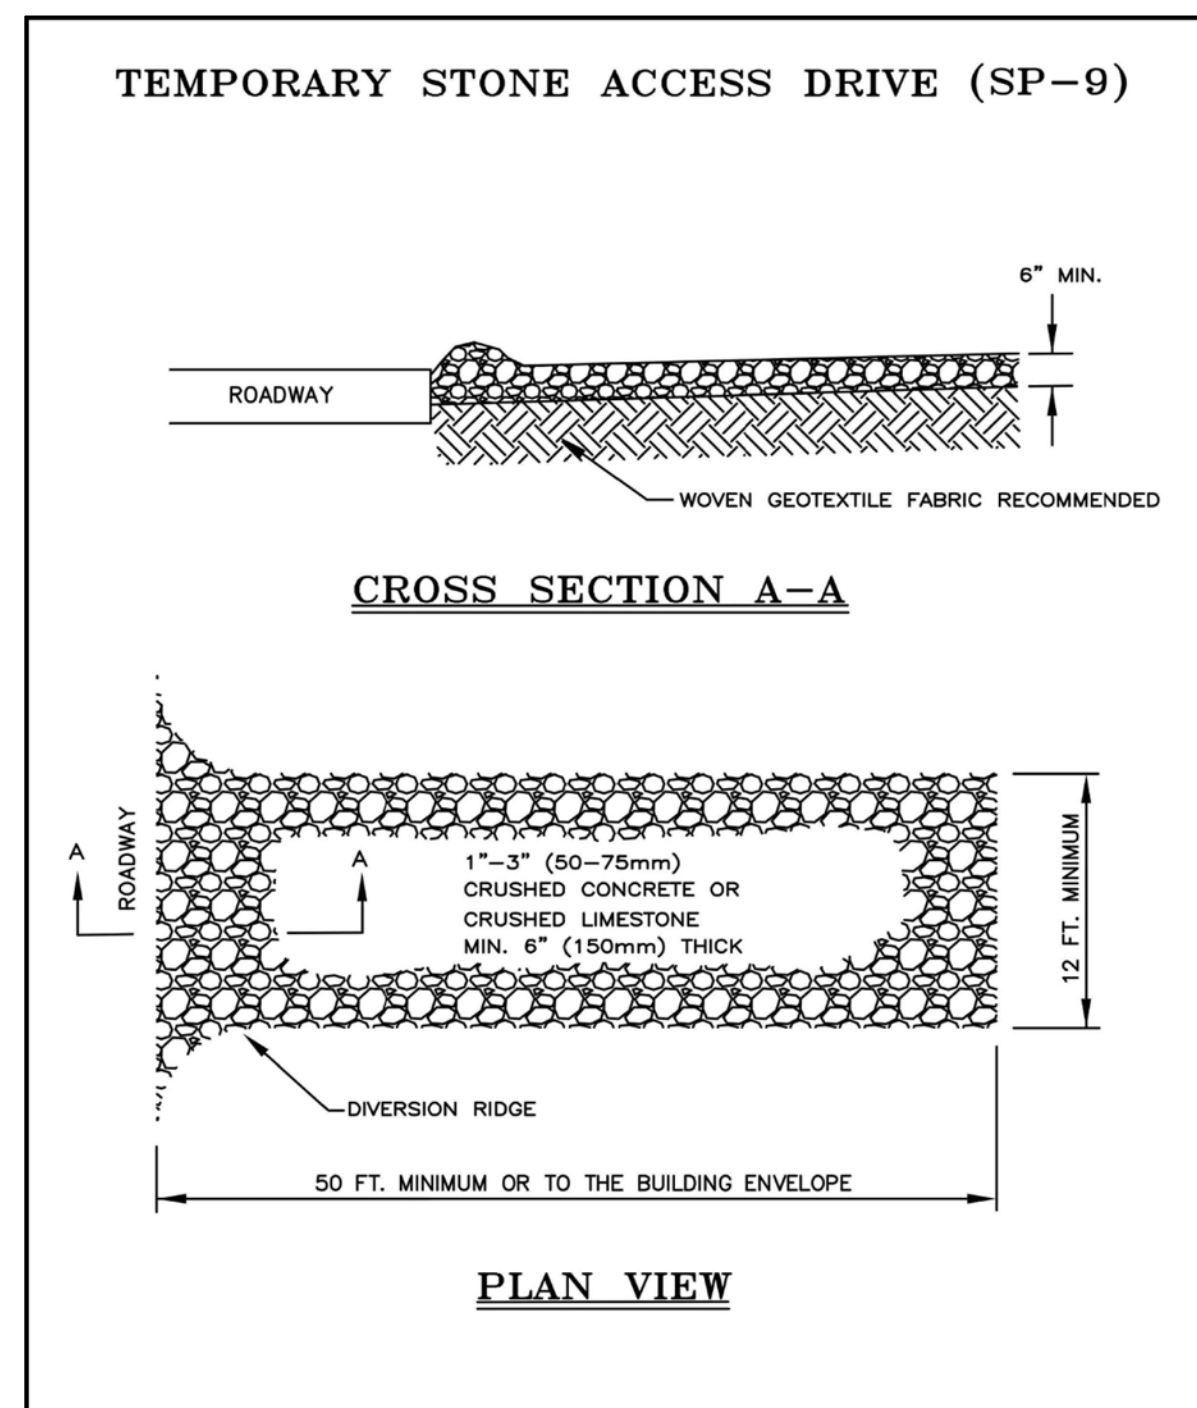 TEMPORARY STONE ACCESS DRIVE (SP-9)
6" MIN.
ROADWAY
WOVEN GEOTEXTILE FABRIC RECOMMENDED
CROSS SECTION A-A
ROADWAY
A
A
1"-3" (50-75mm)
CRUSHED CONCRETE OR
CRUSHED LIMESTONE
MIN. 6" (150mm) THICK
12 FT. MINIMUM
DIVERSION RIDGE
50 FT. MINIMUM OR TO THE BUILDING ENVELOPE
PLAN VIEW